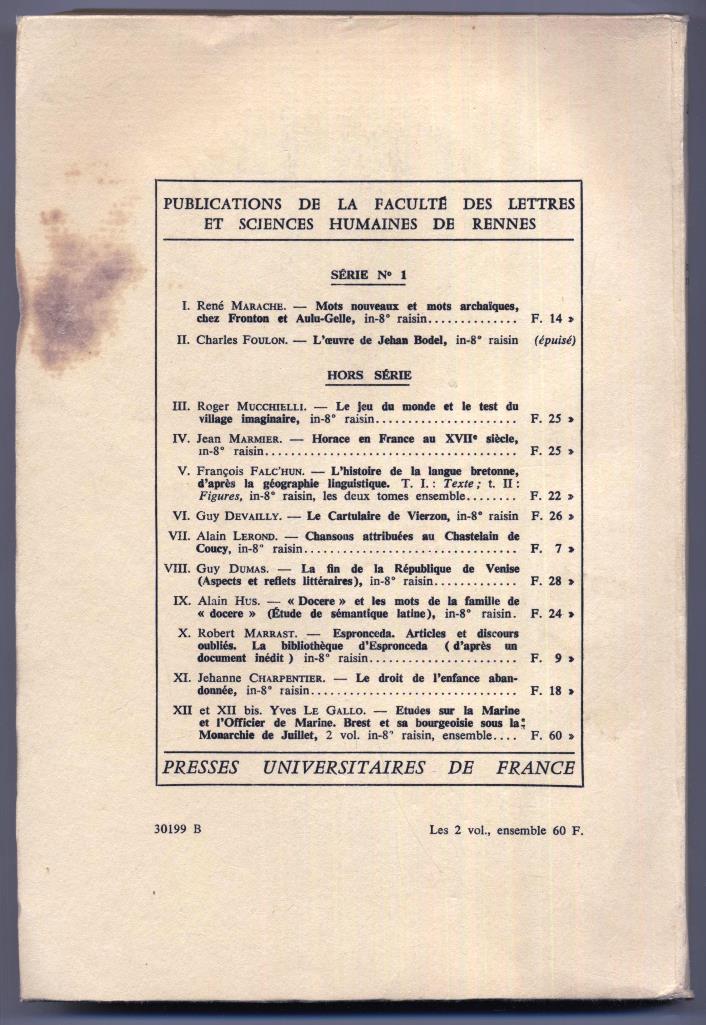 PUBLICATIONS DE LA FACULTÉ DES LETTRES
ET SCIENCES HUMAINES DE RENNES
SÉRIE No 1
I. René MARACHE. — Mots nouveaux et mots archaïques,
chez Fronton et Aulu-Gelle, in-8° raisin.............. F. 14 »
II. Charles FOULON. — L'œuvre de Jehan Bodel, in-8° raisin (épuisé)
HORS SÉRIE
III. Roger MUCCHIELLI. — Le jeu du monde et le test du
village imaginaire, in-8° raisin...................... F. 25 »
IV. Jean MARMIER. — Horace en France au XVIIe siècle,
in-8° raisin....................................... F. 25 »
V. François FALC'HUN. — L'histoire de la langue bretonne,
d'après la géographie linguistique. T. I. : Texte ; t. II :
Figures, in-8° raisin, les deux tomes ensemble........ F. 22 »
VI. Guy DEVAILLY. — Le Cartulaire de Vierzon, in-8° raisin F. 26 »
VII. Alain LEROND. — Chansons attribuées au Chastelain de
Coucy, in-8° raisin.................................. F. 7 »
VIII. Guy DUMAS. — La fin de la République de Venise
(Aspects et reflets littéraires), in-8° raisin............. F. 28 »
IX. Alain HUS. — « Docere » et les mots de la famille de
« docere » (Étude de sémantique latine), in-8° raisin. F. 24 »
X. Robert MARRAST. — Espronceda. Articles et discours
oubliés. La bibliothèque d'Espronceda ( d'après un
document inédit ) in-8° raisin....................... F. 9 »
XI. Jehanne CHARPENTIER. — Le droit de l'enfance aban-
donnée, in-8° raisin................................. F. 18 »
XII et XII bis. Yves LE GALLO. — Etudes sur la Marine
et l'Officier de Marine. Brest et sa bourgeoisie sous la
Monarchie de Juillet, 2 vol. in-8° raisin, ensemble.... F. 60 »
PRESSES UNIVERSITAIRES DE FRANCE
30199 B Les 2 vol., ensemble 60 F.